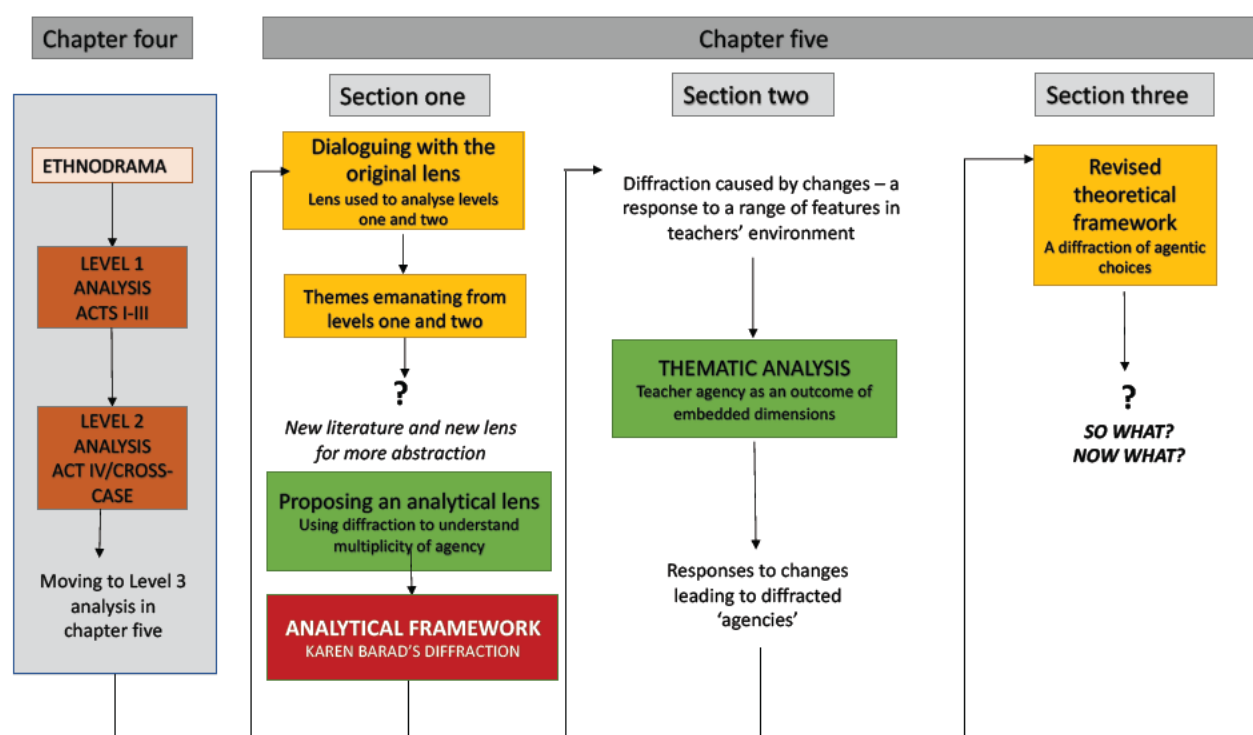 Chapter four
ETHNODRAMA
LEVEL 1
ANALYSIS
ACTS I-III
LEVEL 2
ANALYSIS
ACT IV/CROSS-
CASE
Moving to Level 3
analysis in
chapter five
Chapter five
Section one
Dialoguing with the
original lens
Lens used to analyse levels
one and two
Themes emanating from
levels one and two
?
New literature and new lens
for more abstraction
Proposing an analytical lens
Using diffraction to understand
multiplicity of agency
ANALYTICAL FRAMEWORK
KAREN BARAD'S DIFFRACTION
Section two
Diffraction caused by changes – a
response to a range of features in
teachers' environment
THEMATIC ANALYSIS
Teacher agency as an outcome of
embedded dimensions
Responses to changes
leading to diffracted
'agencies'
Section three
Revised
theoretical
framework
A diffraction of agentic
choices
?
SO WHAT?
NOW WHAT?